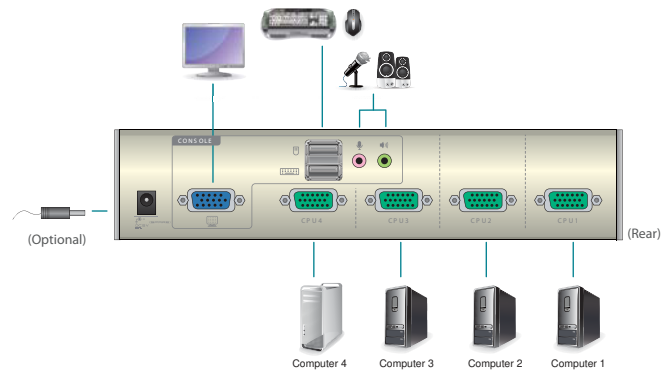 CONSOLE
CPU4
CPU3
CPU2
CPU1
(Optional)
(Rear)
Computer 4
Computer 3
Computer 2
Computer 1